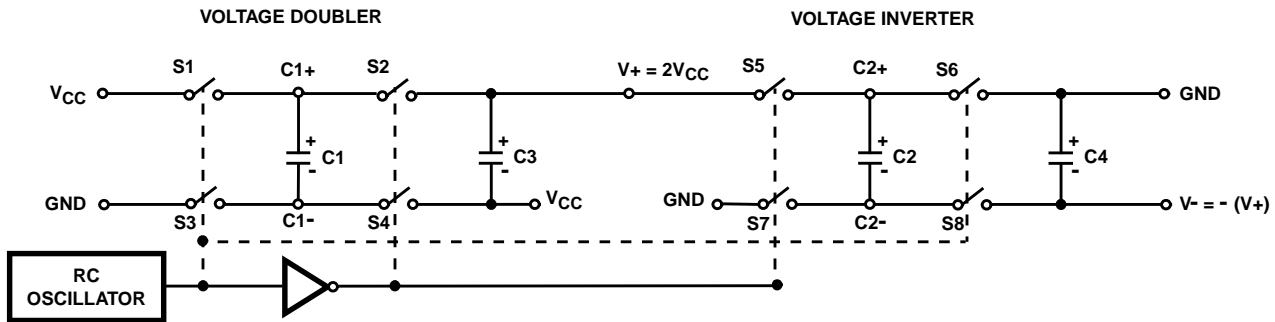 VOLTAGE DOUBLER VOLTAGE INVERTER
S1 C1+ S2 V+ = 2VCC S5 C2+ S6
VCC GND
+ C1 - + C3 - + C2 - + C4 -
GND S3 C1- S4 VCC GND S7 C2- S8 V- = - (V+)
RC
OSCILLATOR